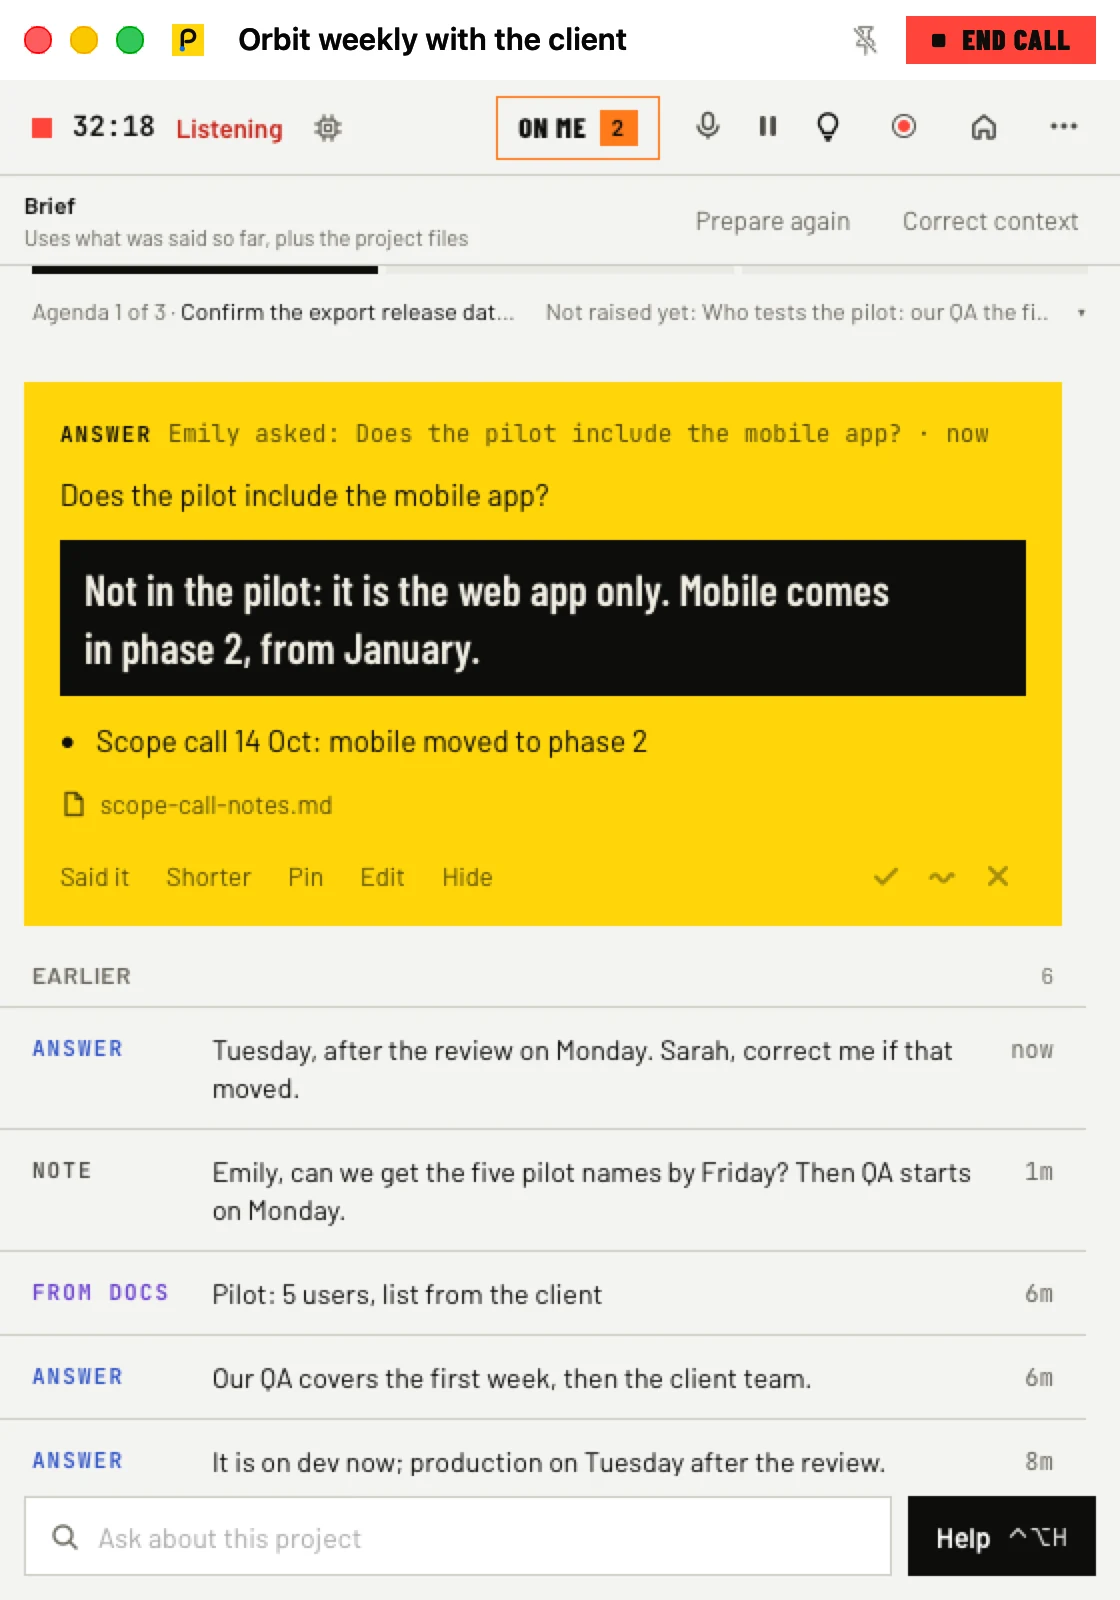 P Orbit weekly with the client END CALL
32:18 Listening ON ME 2
Brief
Uses what was said so far, plus the project files
Prepare again Correct context
Agenda 1 of 3 · Confirm the export release dat... Not raised yet: Who tests the pilot: our QA the fi..
ANSWER Emily asked: Does the pilot include the mobile app? · now
Does the pilot include the mobile app?
Not in the pilot: it is the web app only. Mobile comes
in phase 2, from January.
• Scope call 14 Oct: mobile moved to phase 2
scope-call-notes.md
Said it Shorter Pin Edit Hide
EARLIER 6
ANSWER Tuesday, after the review on Monday. Sarah, correct me if that now
moved.
NOTE Emily, can we get the five pilot names by Friday? Then QA starts 1m
on Monday.
FROM DOCS Pilot: 5 users, list from the client 6m
ANSWER Our QA covers the first week, then the client team. 6m
ANSWER It is on dev now; production on Tuesday after the review. 8m
Ask about this project Help ⌃⌥H